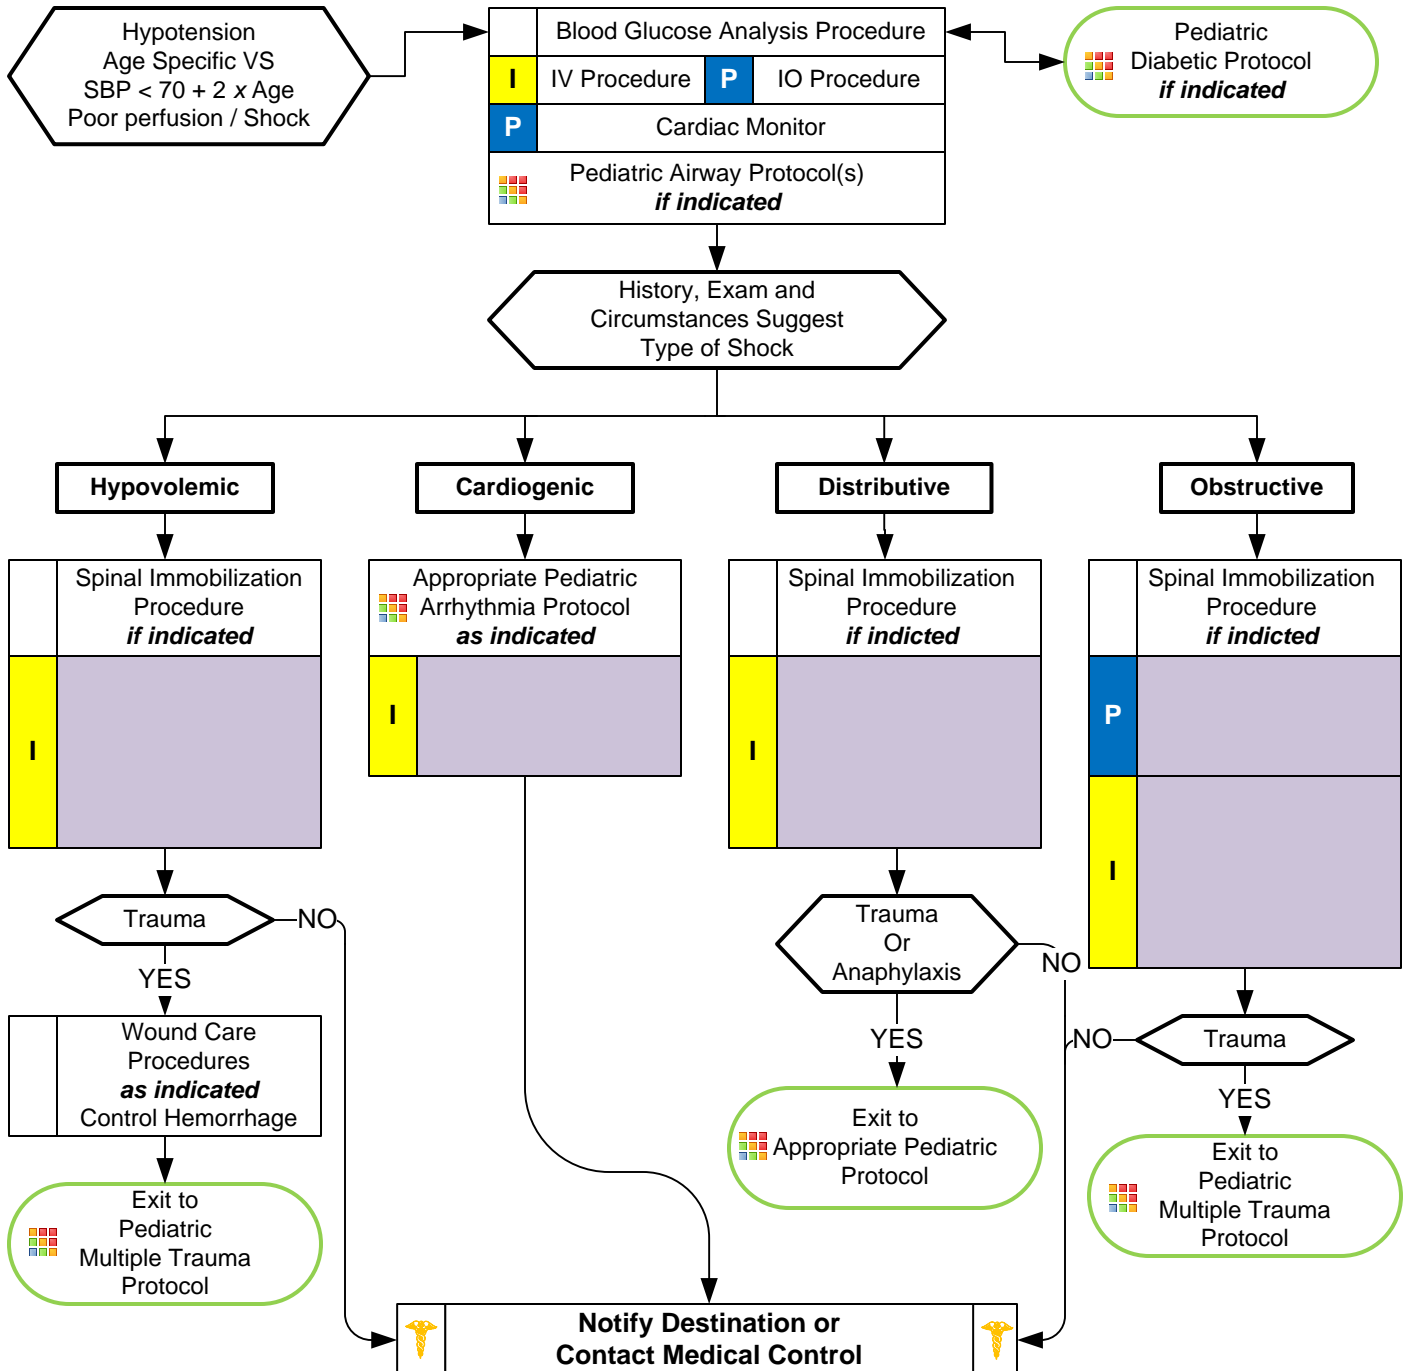 Hypotension
Age Specific VS
SBP < 70 + 2 x Age
Poor perfusion / Shock
Blood Glucose Analysis Procedure
I IV Procedure P IO Procedure
P Cardiac Monitor
Pediatric Airway Protocol(s)
if indicated
Pediatric
Diabetic Protocol
if indicated
History, Exam and
Circumstances Suggest
Type of Shock
Hypovolemic
Cardiogenic
Distributive
Obstructive
Spinal Immobilization
Procedure
if indicated
I
Appropriate Pediatric
Arrhythmia Protocol
as indicated
I
Spinal Immobilization
Procedure
if indicted
I
Spinal Immobilization
Procedure
if indicted
P
I
Trauma
NO
YES
Wound Care
Procedures
as indicated
Control Hemorrhage
Exit to
Pediatric
Multiple Trauma
Protocol
Trauma
Or
Anaphylaxis
NO
YES
Exit to
Appropriate Pediatric
Protocol
Trauma
NO
YES
Exit to
Pediatric
Multiple Trauma
Protocol
Notify Destination or
Contact Medical Control